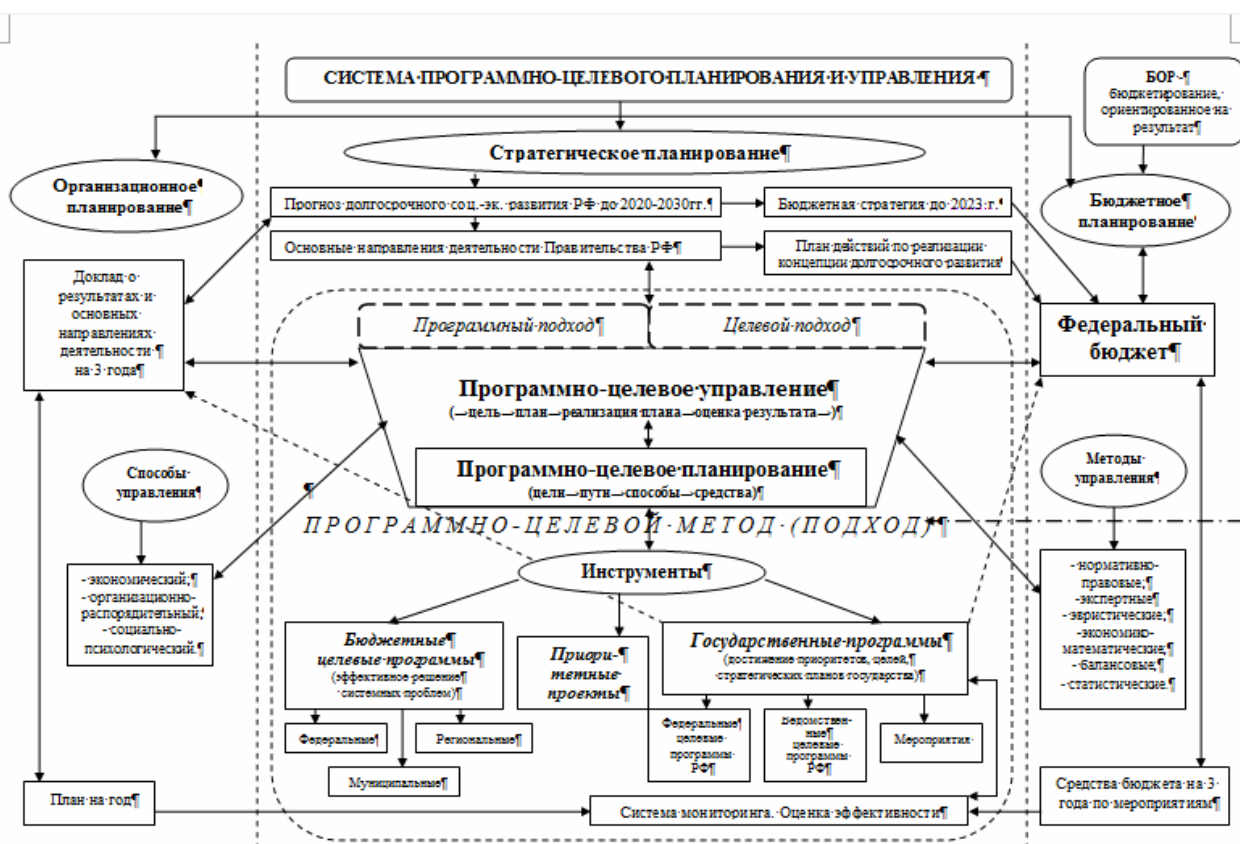 СИСТЕМА·ПРОГРАММНО-ЦЕЛЕВОГО·ПЛАНИРОВАНИЯ·И·УПРАВЛЕНИЯ·¶
БОР·-¶
бюджетирование,·
ориентированное·на·
результат¶
Стратегическое·планирование¶
Организационное
планирование¶
Бюджетное¶
планирование
Прогноз·долгосрочного·соц.-эк.·развития·РФ·до·2020-2030гг.¶
Бюджетная·стратегия·до·2023·г.¶
Основные·направления·деятельности·Правительства·РФ¶
План·действий·по·реализации·
концепции·долгосрочного·развития¶
Доклад·о·
результатах·и·
основных·
направлениях·
деятельности·¶
на·3·года¶
Программный·подход¶
Целевой·подход¶
Федеральный·
бюджет¶
Программно-целевое·управление¶
(→цель→план→реализация·плана→оценка·результата→)¶
Программно-целевое·планирование¶
(цели→пути→способы→средства)¶
Способы·
управления¶
¶
Методы·
управления¶
ПРОГРАММНО-ЦЕЛЕВОЙ·МЕТОД·(ПОДХОД)¶
-·экономический;¶
-·организационно-
распорядительный;
-·социально-
психологический.¶
Инструменты¶
-·нормативно-
правовые;¶
-экспертные¶
-эвристические;¶
-экономико-
математические;¶
-·балансовые;¶
-·статистические.¶
Бюджетные¶
целевые·программы¶
(эффективное·решение¶
системных·проблем)¶
Приори-¶
тетные·
проекты¶
Государственные·программы¶
(достижение·приоритетов,·целей,¶
стратегических·планов·государства)¶
Федеральные¶
Региональные¶
Муниципальные¶
Федеральные¶
целевые·
программы·
РФ¶
Ведомствен-
ные¶
целевые·
программы·
РФ¶
Мероприятия·
План·на·год¶
Система·мониторинга.·Оценка·эффективности¶
Средства·бюджета·на·3·
года·по·мероприятиям¶